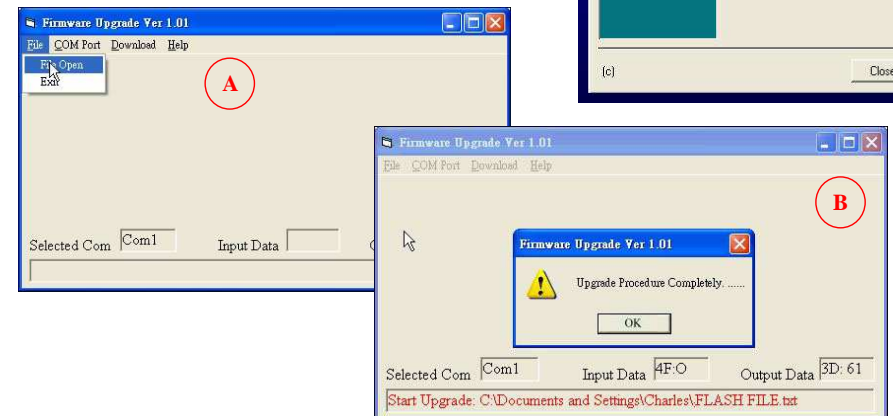 Firmware Upgrade Ver 1.01
File COM Port Download Help
File Open
Exit
A
Selected Com Com1 Input Data
(c) Close
Firmware Upgrade Ver 1.01
File COM Port Download Help
B
Firmware Upgrade Ver 1.01
Upgrade Procedure Completely. ......
OK
Selected Com Com1 Input Data 4F:O Output Data 3D: 61
Start Upgrade: C:\Documents and Settings\Charles\FLASH FILE.txt